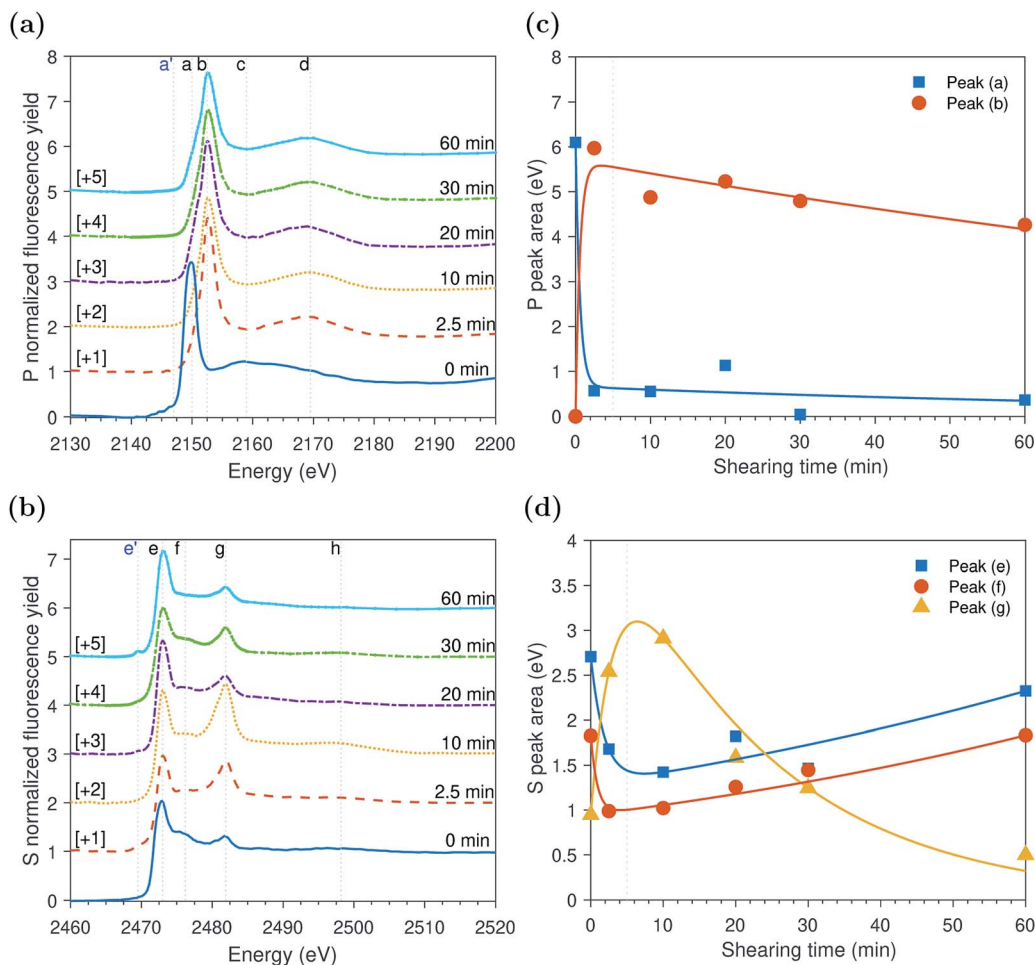 (a)
8
7
6
5
4
3
2
1
0
P normalized fluorescence yield
a' a b c d
[+5]
60 min
[+4]
30 min
[+3]
20 min
[+2]
10 min
[+1]
2.5 min
0 min
2130 2140 2150 2160 2170 2180 2190 2200
Energy (eV)
(c)
8
7
6
5
4
3
2
1
0
P peak area (eV)
Peak (a)
Peak (b)
0 10 20 30 40 50 60
Shearing time (min)
(b)
7
6
5
4
3
2
1
0
S normalized fluorescence yield
e' e f g h
60 min
[+5]
30 min
[+4]
20 min
[+3]
10 min
[+2]
2.5 min
[+1]
0 min
2460 2470 2480 2490 2500 2510 2520
Energy (eV)
(d)
4
3.5
3
2.5
2
1.5
1
0.5
0
S peak area (eV)
Peak (e)
Peak (f)
Peak (g)
0 10 20 30 40 50 60
Shearing time (min)